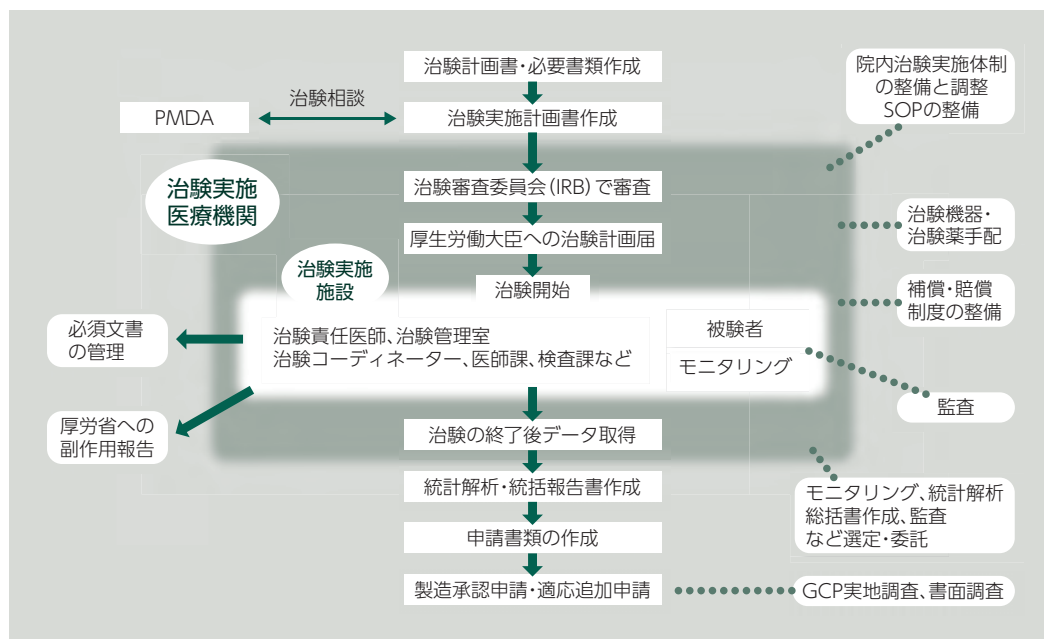 治験計画書・必要書類作成
院内治験実施体制
の整備と調整
SOPの整備
治験相談
PMDA
治験実施計画書作成
治験実施
医療機関
治験審査委員会(IRB)で審査
治験機器・
治験薬手配
厚生労働大臣への治験計画届
治験実施
施設
治験開始
補償・賠償
制度の整備
必須文書
の管理
治験責任医師、治験管理室
治験コーディネーター、医師課、検査課など
被験者
モニタリング
監査
厚労省への
副作用報告
治験の終了後データ取得
統計解析・統括報告書作成
モニタリング、統計解析
総括書作成、監査
など選定・委託
申請書類の作成
製造承認申請・適応追加申請
GCP実地調査、書面調査